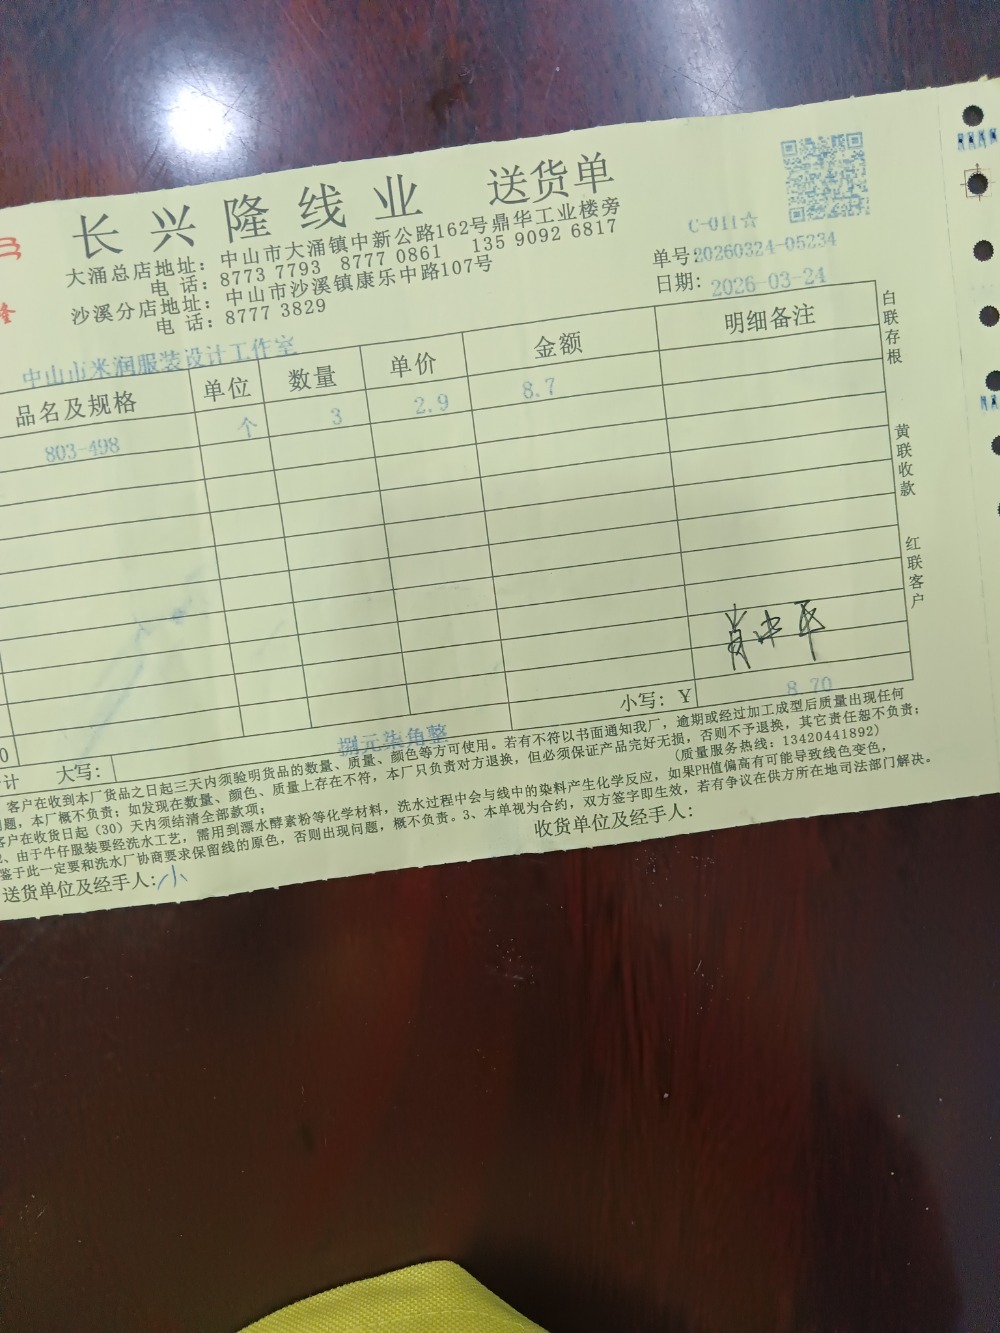 长兴隆线业 送货单
大涌总店地址：中山市大涌镇中新公路162号鼎华工业楼旁
电 话：8773 7793 8777 0861 135 9092 6817
沙溪分店地址：中山市沙溪镇康乐中路107号
电 话：8777 3829
C-011☆
单号:20260324-05234
日期: 2026-03-24
中山市米润服装设计工作室
品名及规格 单位 数量 单价 金额 明细备注
803-498 个 3 2.9 8.7
白联存根
黄联收款
红联客户
肖中平
小写：Y 8.70
计 大写： 捌元柒角整
客户在收到本厂货品之日起三天内须验明货品的数量、质量、颜色等方可使用。若有不符以书面通知我厂，逾期或经过加工成型后质量出现任何
问题，本厂概不负责；如发现在数量、颜色、质量上存在不符，本厂只负责对方退换，但必须保证产品完好无损，否则不予退换，其它责任恕不负责；
客户在收货日起（30）天内须结清全部款项； (质量服务热线：13420441892)
2、由于牛仔服装要经洗水工艺，需用到漂水酵素粉等化学材料，洗水过程中会与线中的染料产生化学反应，如果PH值偏高有可能导致线色变色，
鉴于此一定要和洗水厂协商要求保留线的原色，否则出现问题，概不负责。3、本单视为合约，双方签字即生效，若有争议在供方所在地司法部门解决。
送货单位及经手人:小 收货单位及经手人：